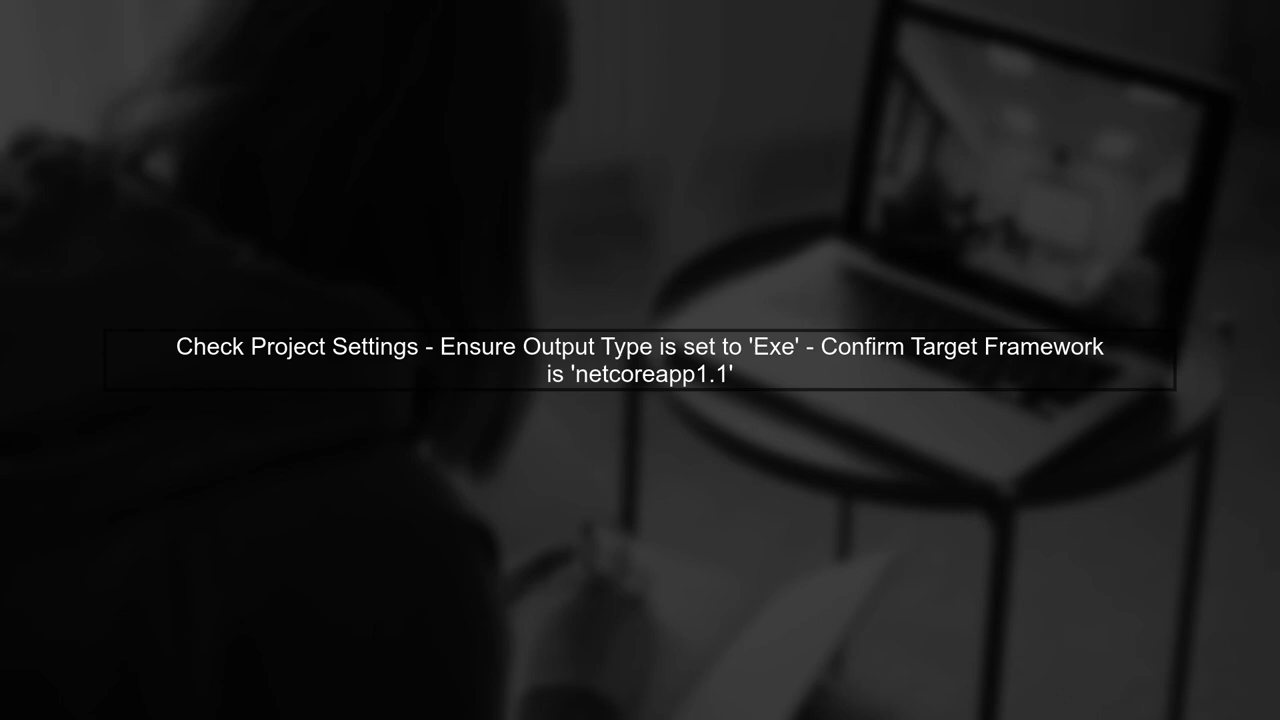 Check Project Settings - Ensure Output Type is set to 'Exe' - Confirm Target Framework
is 'netcoreapp1.1'